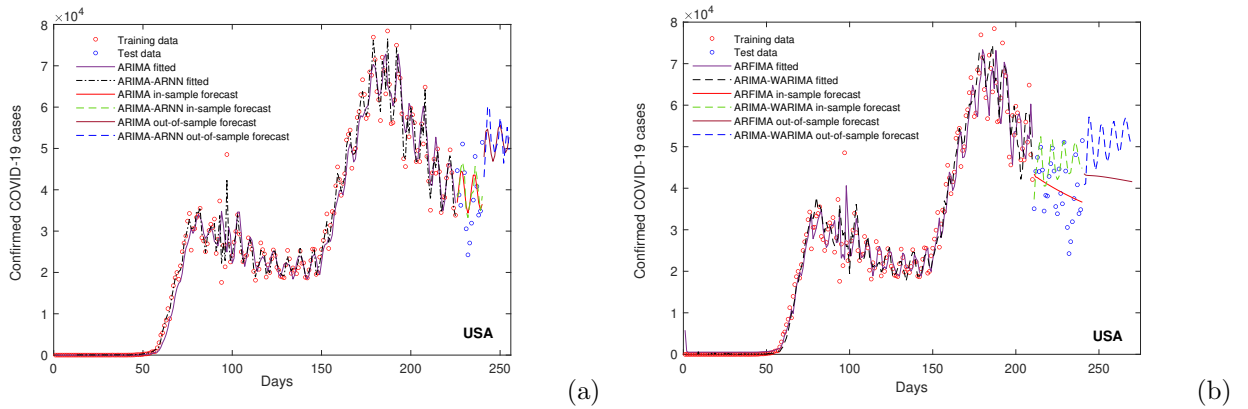 ×10⁴
8
7
6
5
4
3
2
1
0
Confirmed COVID-19 cases
Training data
Test data
ARIMA fitted
ARIMA-ARNN fitted
ARIMA in-sample forecast
ARIMA-ARNN in-sample forecast
ARIMA out-of-sample forecast
ARIMA-ARNN out-of-sample forecast
USA
0 50 100 150 200 250
Days
(a)
×10⁴
8
7
6
5
4
3
2
1
0
Confirmed COVID-19 cases
Training data
Test data
ARFIMA fitted
ARIMA-WARIMA fitted
ARFIMA in-sample forecast
ARIMA-WARIMA in-sample forecast
ARFIMA out-of-sample forecast
ARIMA-WARIMA out-of-sample forecast
USA
0 50 100 150 200 250
Days
(b)